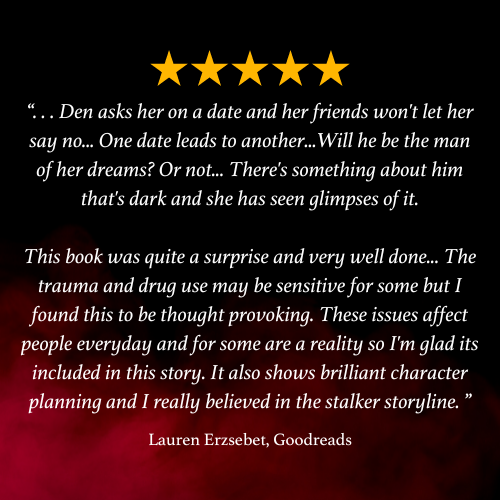 “. . . Den asks her on a date and her friends won't let her
say no... One date leads to another...Will he be the man
of her dreams? Or not... There's something about him
that's dark and she has seen glimpses of it.
This book was quite a surprise and very well done... The
trauma and drug use may be sensitive for some but I
found this to be thought provoking. These issues affect
people everyday and for some are a reality so I'm glad its
included in this story. It also shows brilliant character
planning and I really believed in the stalker storyline. ”
Lauren Erzsebet, Goodreads